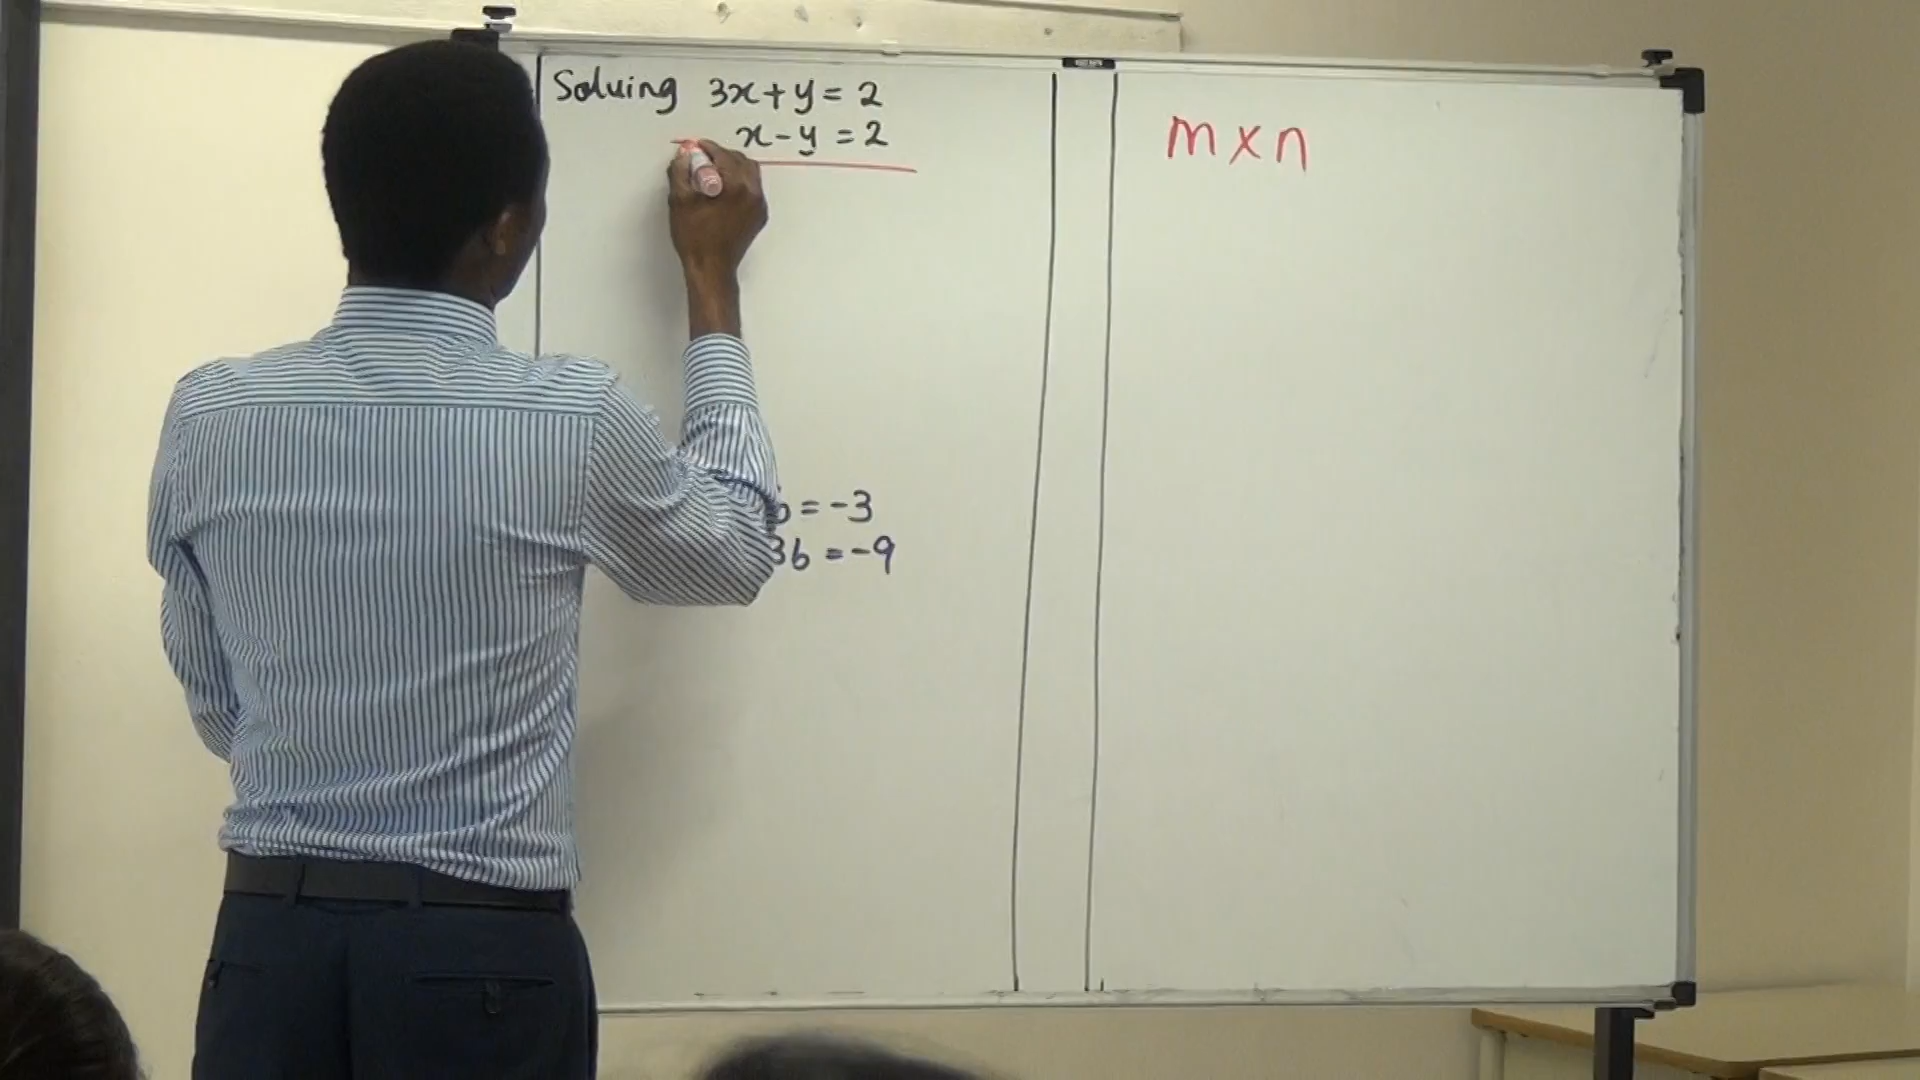 Solving 3x+y=2
x-y=2
= -3
3b = -9
m x n